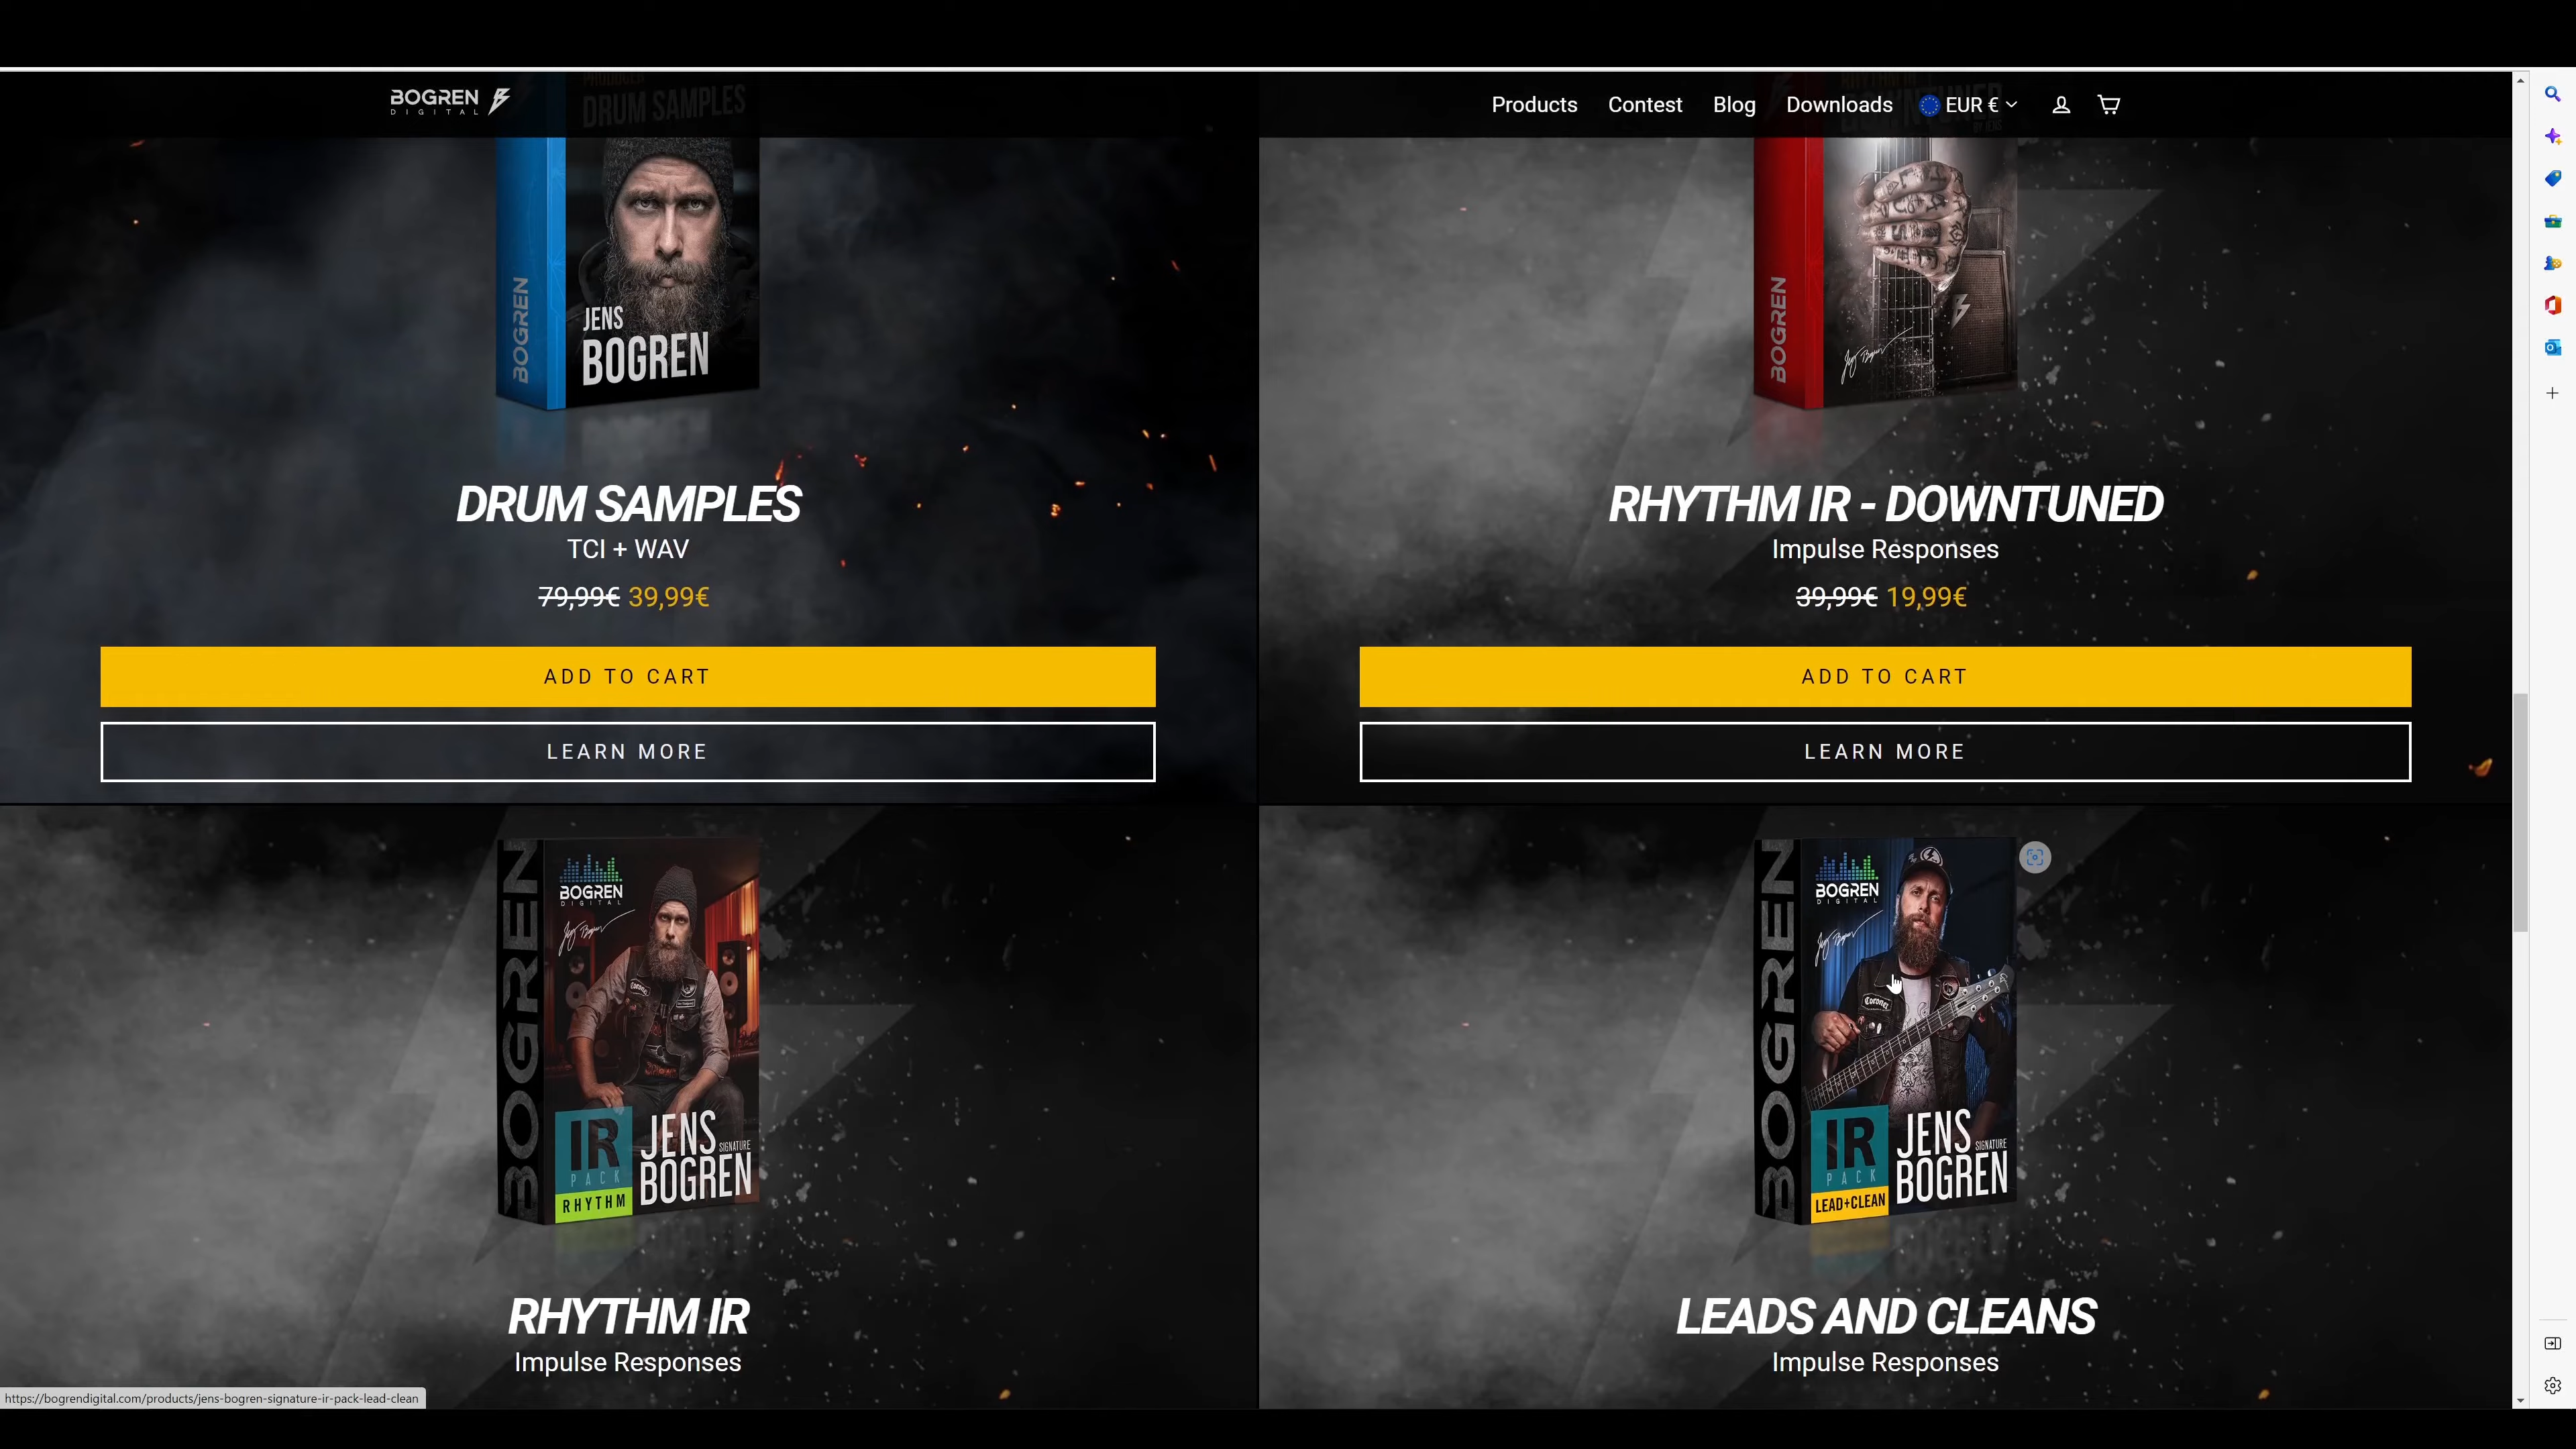 BOGREN
DIGITAL
Products
Contest
Blog
Downloads
EUR €
DRUM SAMPLES
BOGREN
JENS
BOGREN
BOGREN
DRUM SAMPLES
TCI + WAV
79,99€ 39,99€
ADD TO CART
LEARN MORE
RHYTHM IR - DOWNTUNED
Impulse Responses
39,99€ 19,99€
ADD TO CART
LEARN MORE
BOGREN
BOGREN
DIGITAL
IR
PACK
RHYTHM
JENS
SIGNATURE
BOGREN
RHYTHM IR
Impulse Responses
BOGREN
BOGREN
DIGITAL
Coroner
IR
PACK
LEAD+CLEAN
JENS
SIGNATURE
BOGREN
LEADS AND CLEANS
Impulse Responses
https://bogrendigital.com/products/jens-bogren-signature-ir-pack-lead-clean